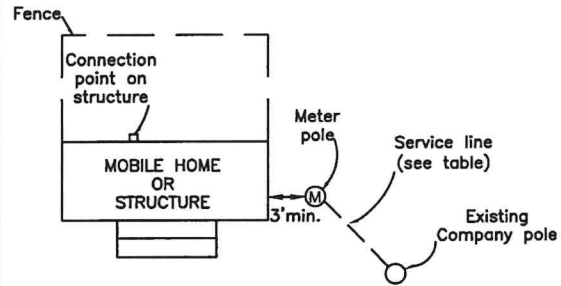 Fence
Connection
point on
structure
MOBILE HOME
OR
STRUCTURE
Meter
pole
M
3'min.
Service line
(see table)
Existing
Company pole